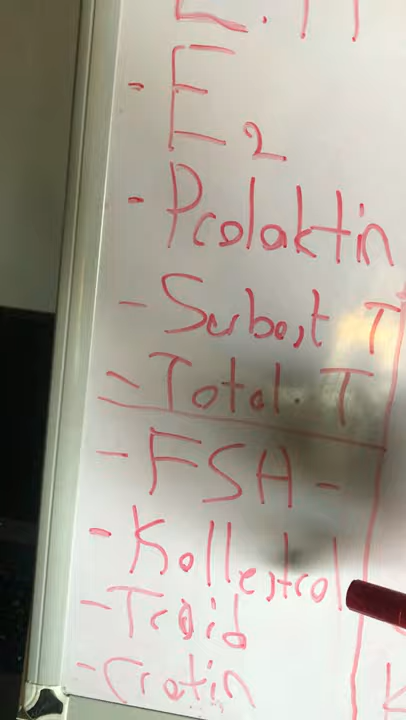 - E2
- Prolaktin
- Serbest T
- Total T
- FSH -
- Kollestrol
- Troid
- Cratin